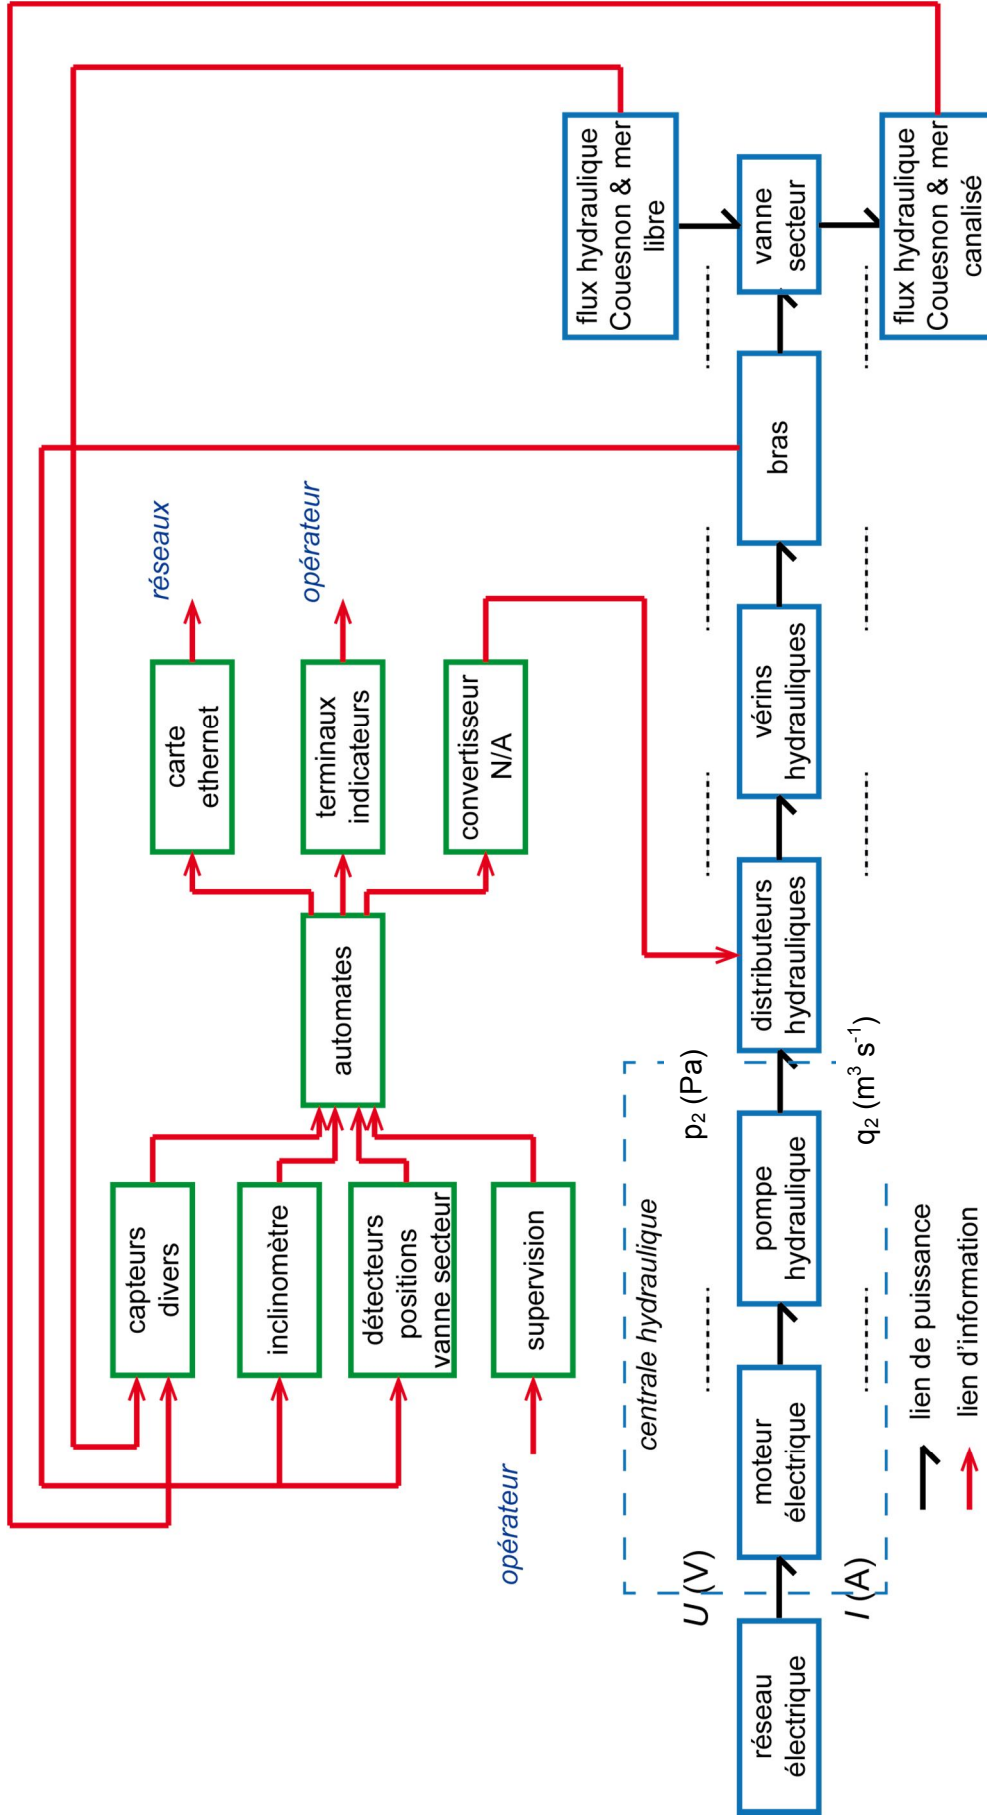 capteurs
divers
inclinomètre
détecteurs
positions
vanne secteur
opérateur
supervision
automates
carte
ethernet
réseaux
terminaux
indicateurs
opérateur
convertisseur
N/A
centrale hydraulique
réseau
électrique
U (V)
I (A)
moteur
électrique
pompe
hydraulique
p₂ (Pa)
q₂ (m³ s⁻¹)
distributeurs
hydrauliques
vérins
hydrauliques
bras
flux hydraulique
Couesnon & mer
libre
vanne
secteur
flux hydraulique
Couesnon & mer
canalisé
lien de puissance
lien d'information